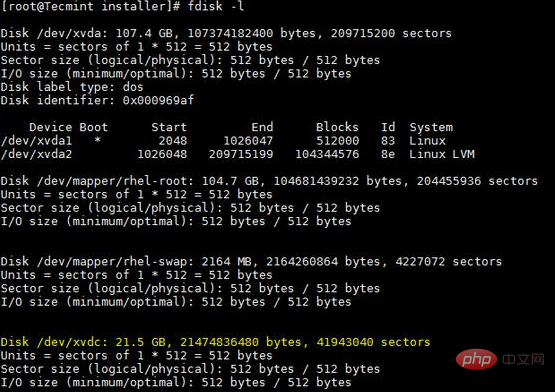 [root@Tecmint installer]# fdisk -l
Disk /dev/xvda: 107.4 GB, 107374182400 bytes, 209715200 sectors
Units = sectors of 1 * 512 = 512 bytes
Sector size (logical/physical): 512 bytes / 512 bytes
I/O size (minimum/optimal): 512 bytes / 512 bytes
Disk label type: dos
Disk identifier: 0x000969af
Device Boot Start End Blocks Id System
/dev/xvda1 * 2048 1026047 512000 83 Linux
/dev/xvda2 1026048 209715199 104344576 8e Linux LVM
Disk /dev/mapper/rhel-root: 104.7 GB, 104681439232 bytes, 204455936 sectors
Units = sectors of 1 * 512 = 512 bytes
Sector size (logical/physical): 512 bytes / 512 bytes
I/O size (minimum/optimal): 512 bytes / 512 bytes
Disk /dev/mapper/rhel-swap: 2164 MB, 2164260864 bytes, 4227072 sectors
Units = sectors of 1 * 512 = 512 bytes
Sector size (logical/physical): 512 bytes / 512 bytes
I/O size (minimum/optimal): 512 bytes / 512 bytes
Disk /dev/xvdc: 21.5 GB, 21474836480 bytes, 41943040 sectors
Units = sectors of 1 * 512 = 512 bytes
Sector size (logical/physical): 512 bytes / 512 bytes
I/O size (minimum/optimal): 512 bytes / 512 bytes
php 中文网